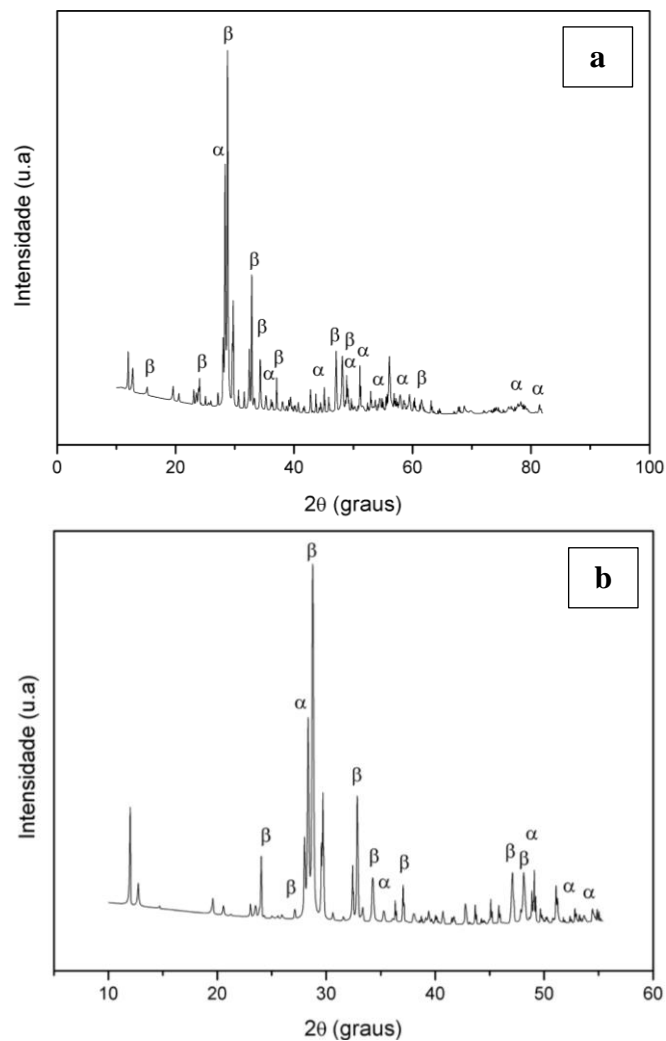 a
Intensidade (u.a)
β
α
β
β β
β β β β
α α α α α α α
β
0 20 40 60 80 100
2θ (graus)
b
Intensidade (u.a)
β
α
β
β β β β β α
β α α α
10 20 30 40 50 60
2θ (graus)